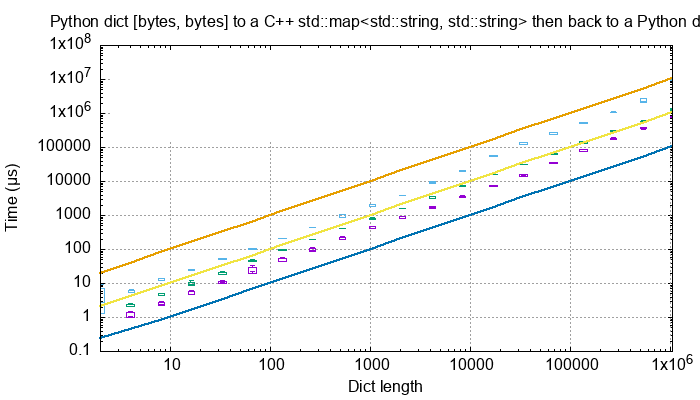 Python dict [bytes, bytes] to a C++ std::map<std::string, std::string> then back to a Python d
1x10^8
1x10^7
1x10^6
100000
10000
1000
100
10
1
0.1
Time (µs)
10 100 1000 10000 100000 1x10^6
Dict length